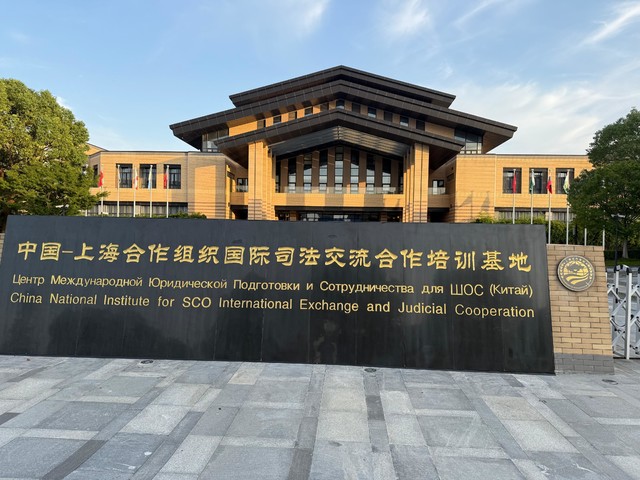 中国-上海合作组织国际司法交流合作培训基地
Центр Международной Юридической Подготовки и Сотрудничества для ШОС (Китай)
China National Institute for SCO International Exchange and Judicial Cooperation